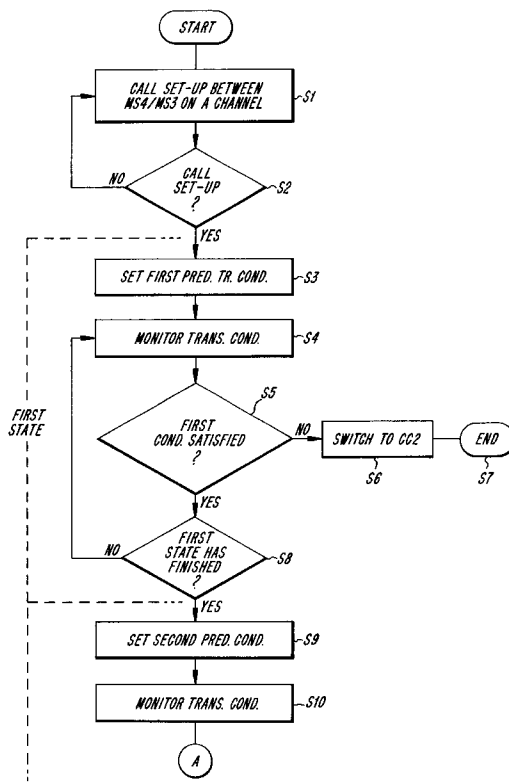 START
CALL SET-UP BETWEEN
MS4/MS3 ON A CHANNEL
S1
NO
CALL
SET-UP
?
S2
YES
SET FIRST PRED. TR. COND.
S3
MONITOR TRANS. COND.
S4
FIRST
STATE
S5
FIRST
COND. SATISFIED
?
NO
SWITCH TO CC2
S6
END
S7
YES
NO
FIRST
STATE HAS
FINISHED
?
S8
YES
SET SECOND PRED. COND.
S9
MONITOR TRANS. COND.
S10
A